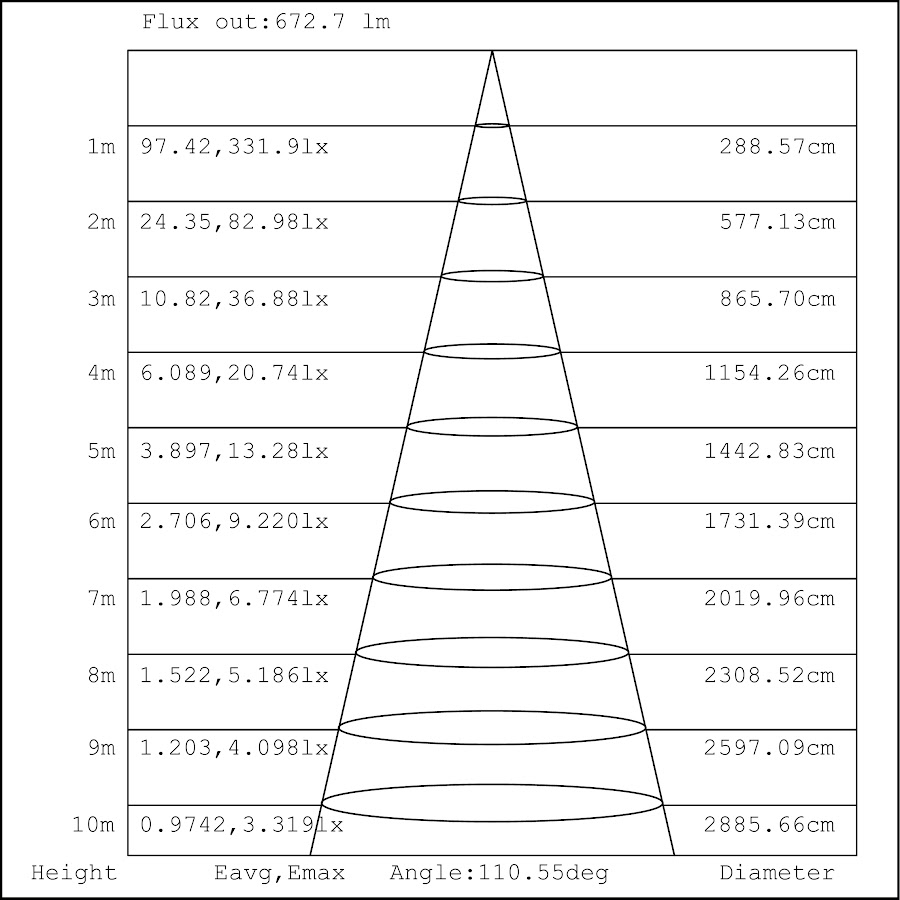 Flux out:672.7 lm
1m 97.42,331.9lx 288.57cm
2m 24.35,82.98lx 577.13cm
3m 10.82,36.88lx 865.70cm
4m 6.089,20.74lx 1154.26cm
5m 3.897,13.28lx 1442.83cm
6m 2.706,9.220lx 1731.39cm
7m 1.988,6.774lx 2019.96cm
8m 1.522,5.186lx 2308.52cm
9m 1.203,4.098lx 2597.09cm
10m 0.9742,3.319lx 2885.66cm
Height Eavg,Emax Angle:110.55deg Diameter